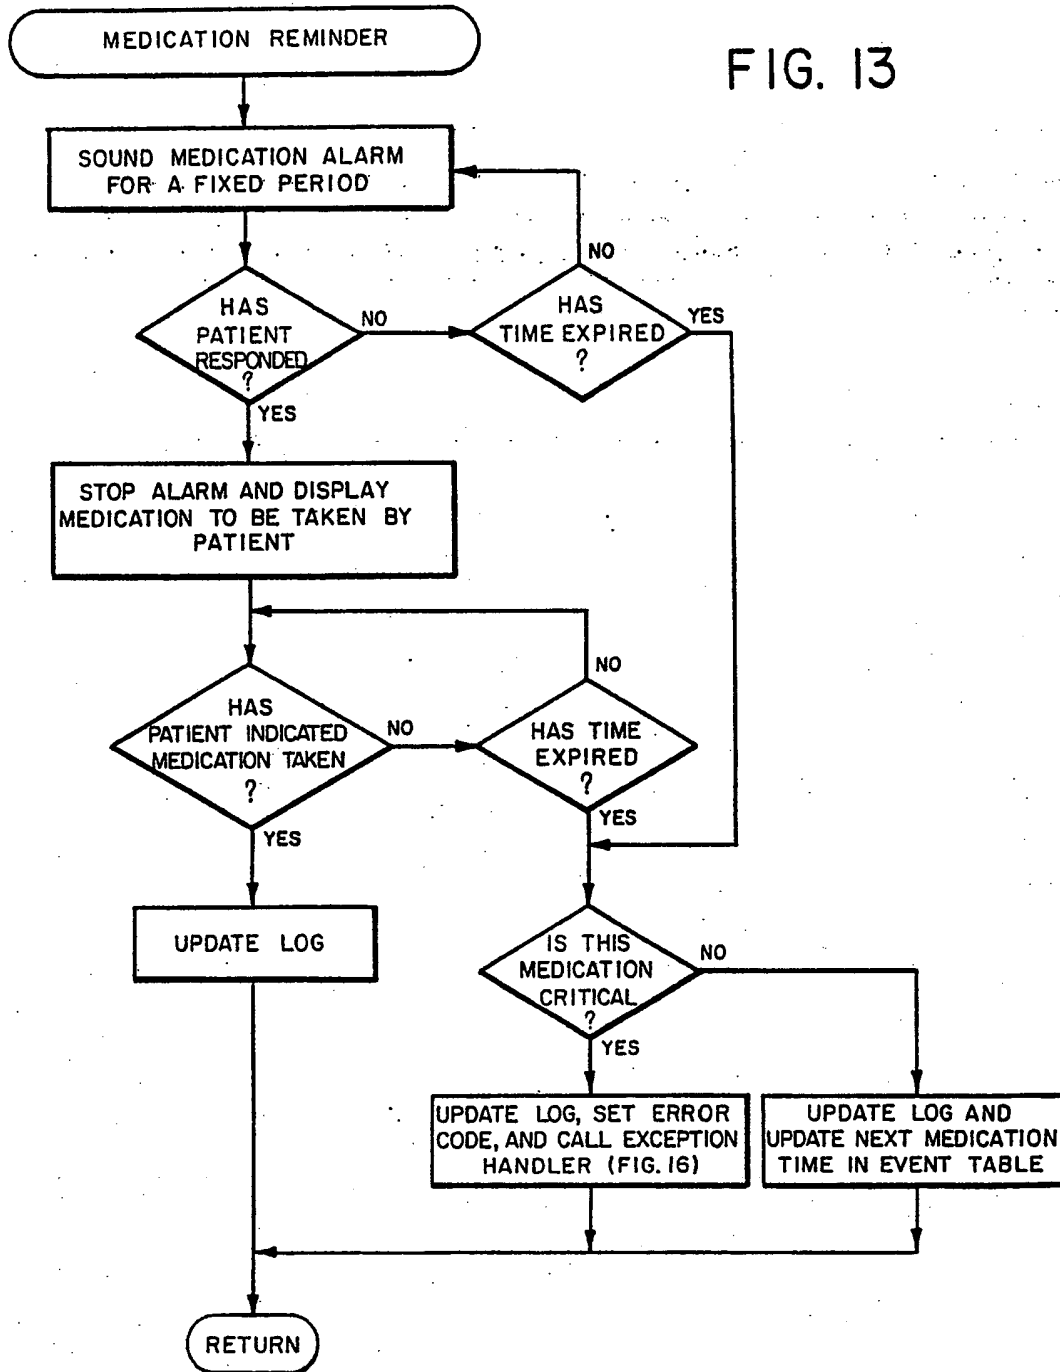 MEDICATION REMINDER
FIG. 13
SOUND MEDICATION ALARM
FOR A FIXED PERIOD
NO
HAS
PATIENT
RESPONDED
?
NO
HAS
TIME EXPIRED
?
YES
YES
STOP ALARM AND DISPLAY
MEDICATION TO BE TAKEN BY
PATIENT
NO
HAS
PATIENT INDICATED
MEDICATION TAKEN
?
NO
HAS TIME
EXPIRED
?
YES
YES
UPDATE LOG
IS THIS
MEDICATION
CRITICAL
?
NO
YES
UPDATE LOG, SET ERROR
CODE, AND CALL EXCEPTION
HANDLER (FIG. 16)
UPDATE LOG AND
UPDATE NEXT MEDICATION
TIME IN EVENT TABLE
RETURN